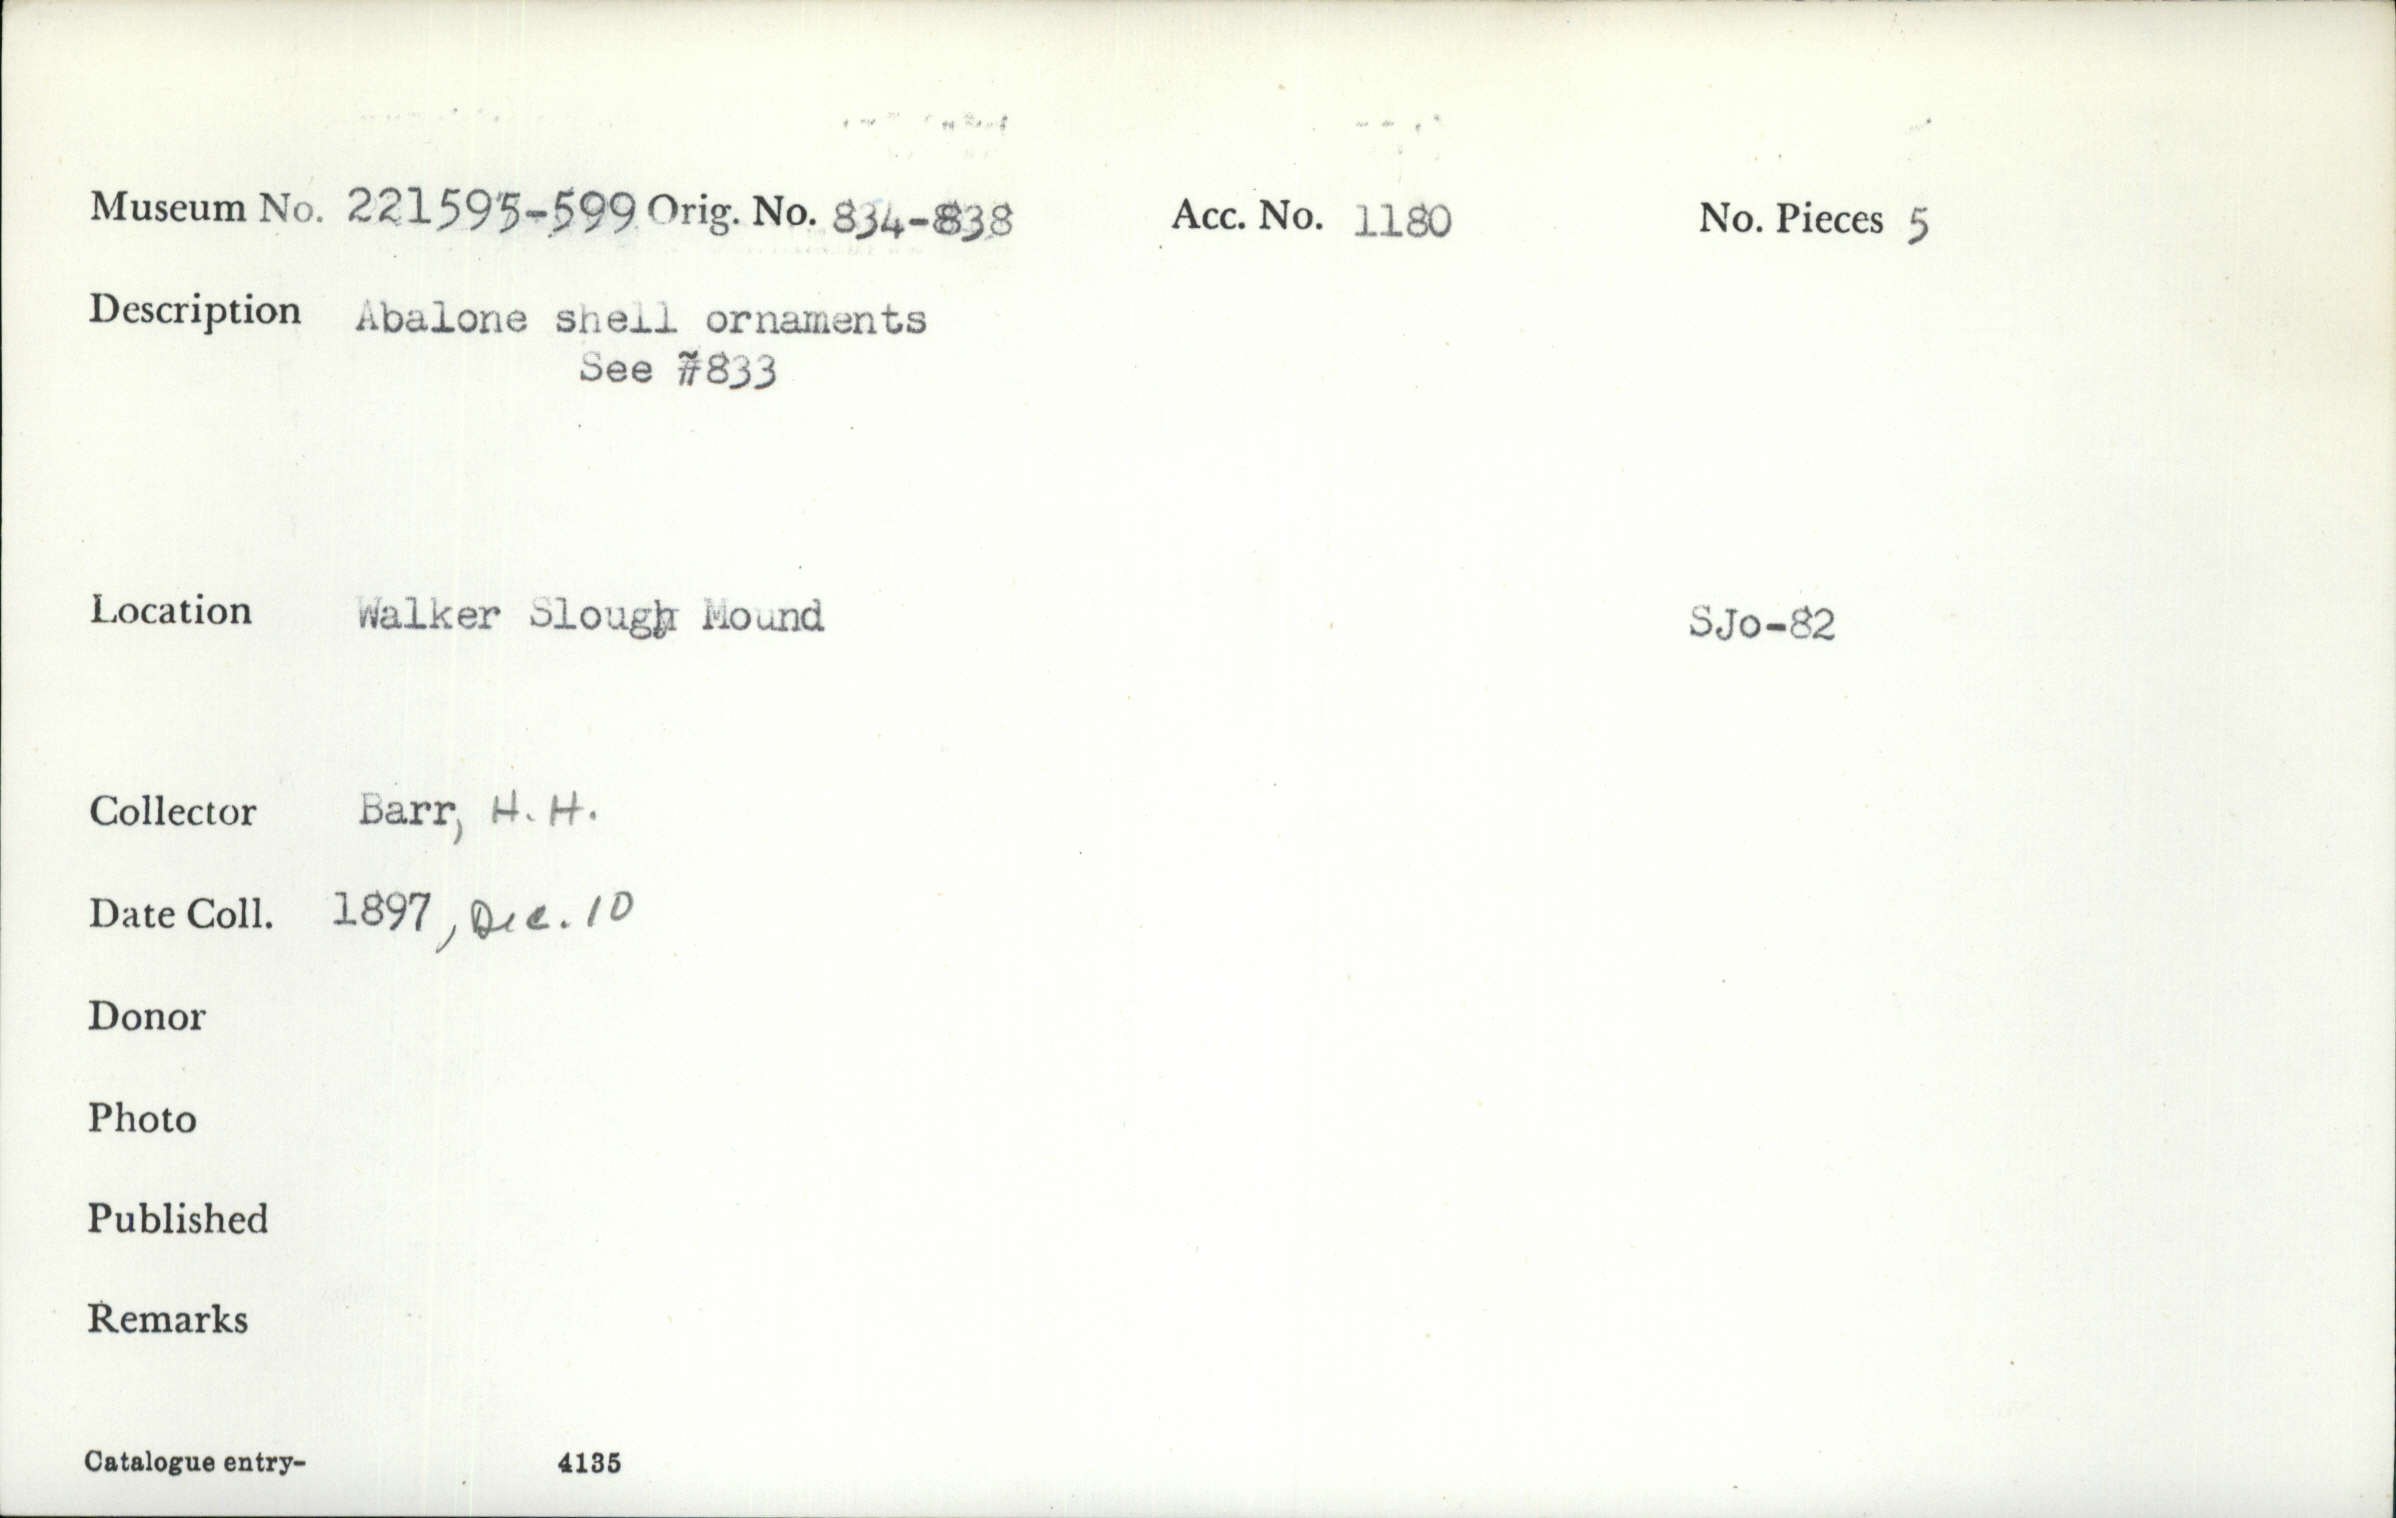 Museum No. 221595-599 Orig. No. 834-838 Acc. No. 1180 No. Pieces 5
Description Abalone shell ornaments
See #833
Location Walker Slough Mound SJo-82
Collector Barr, H. H.
Date Coll. 1897, Dec. 10
Donor
Photo
Published
Remarks
Catalogue entry- 4135